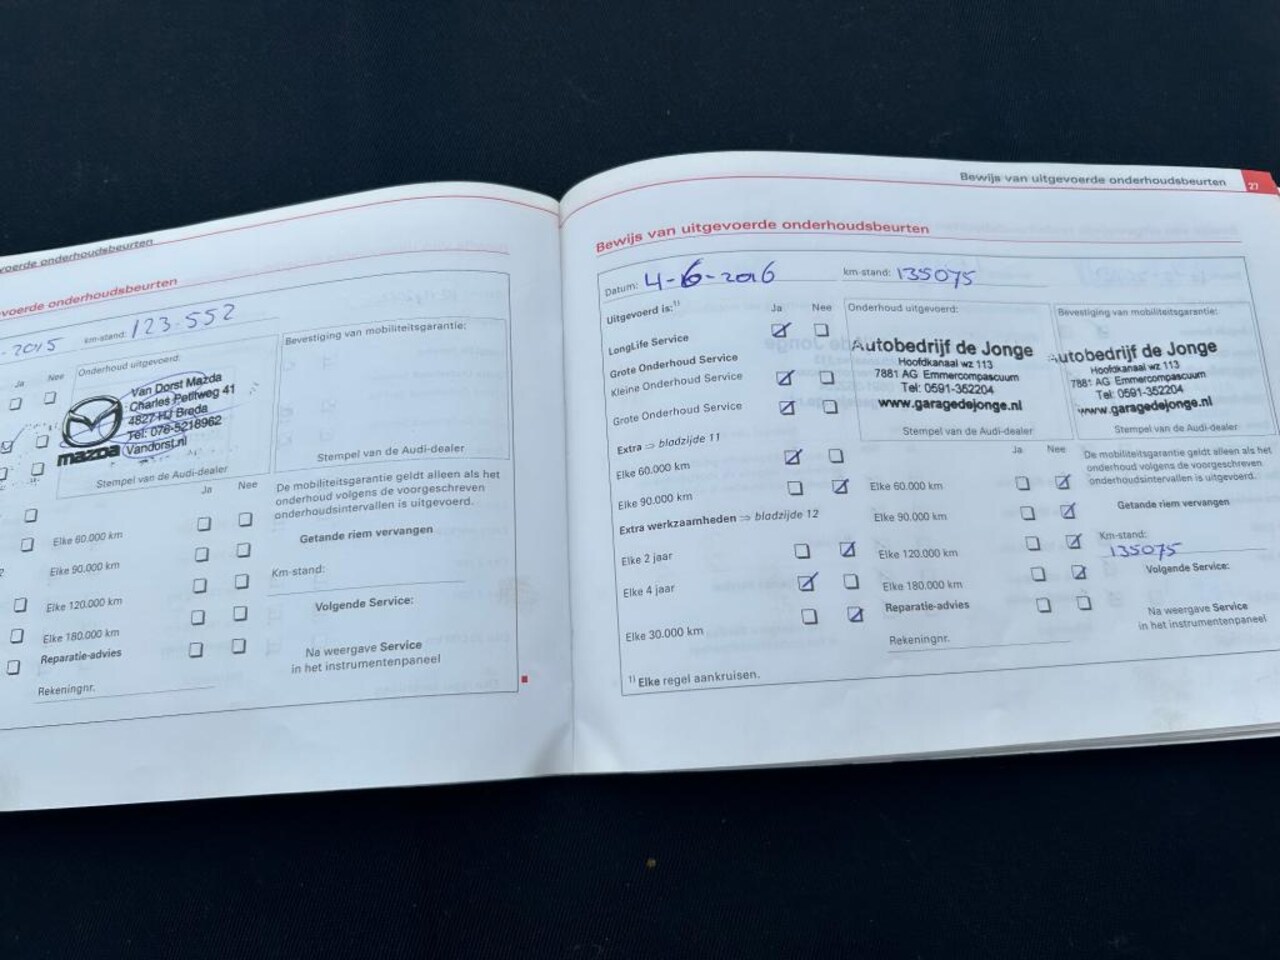 voerde onderhoudsbeurten
voerde onderhoudsbeurten
-2015 km-stand: 123.552
Ja Nee
Onderhoud uitgevoerd:
Van Dorst Mazda
Charles Petitweg 41
4827 HJ Breda
Tel: 076-5218962
mazda Vandorst.nl
Stempel van de Audi-dealer
Bevestiging van mobiliteitsgarantie:
Stempel van de Audi-dealer
Ja Nee
Elke 60.000 km
Elke 90.000 km
Elke 120.000 km
Elke 180.000 km
Reparatie-advies
Rekeningnr.
De mobiliteitsgarantie geldt alleen als het
onderhoud volgens de voorgeschreven
onderhoudsintervallen is uitgevoerd.
Getande riem vervangen
Km-stand:
Volgende Service:
Na weergave Service
in het instrumentenpaneel
Bewijs van uitgevoerde onderhoudsbeurten 27
Bewijs van uitgevoerde onderhoudsbeurten
Datum: 4-6-2016 km-stand: 135075
Uitgevoerd is:¹⁾ Ja Nee
LongLife Service
Grote Onderhoud Service
Kleine Onderhoud Service
Grote Onderhoud Service
Extra ⇒ bladzijde 11
Elke 60.000 km
Elke 90.000 km
Extra werkzaamheden ⇒ bladzijde 12
Elke 2 jaar
Elke 4 jaar
Elke 30.000 km
¹⁾ Elke regel aankruisen.
Onderhoud uitgevoerd:
Autobedrijf de Jonge
Hoofdkanaal wz 113
7881 AG Emmercompascuum
Tel: 0591-352204
www.garagedejonge.nl
Stempel van de Audi-dealer
Bevestiging van mobiliteitsgarantie:
utobedrijf de Jonge
Hoofdkanaal wz 113
7881 AG Emmercompascuum
Tel: 0591-352204
www.garagedejonge.nl
Stempel van de Audi-dealer
Ja Nee
Elke 60.000 km
Elke 90.000 km
Elke 120.000 km
Elke 180.000 km
Reparatie-advies
Rekeningnr.
De mobiliteitsgarantie geldt alleen als het
onderhoud volgens de voorgeschreven
onderhoudsintervallen is uitgevoerd.
Getande riem vervangen
Km-stand:
135075
Volgende Service:
Na weergave Service
in het instrumentenpaneel